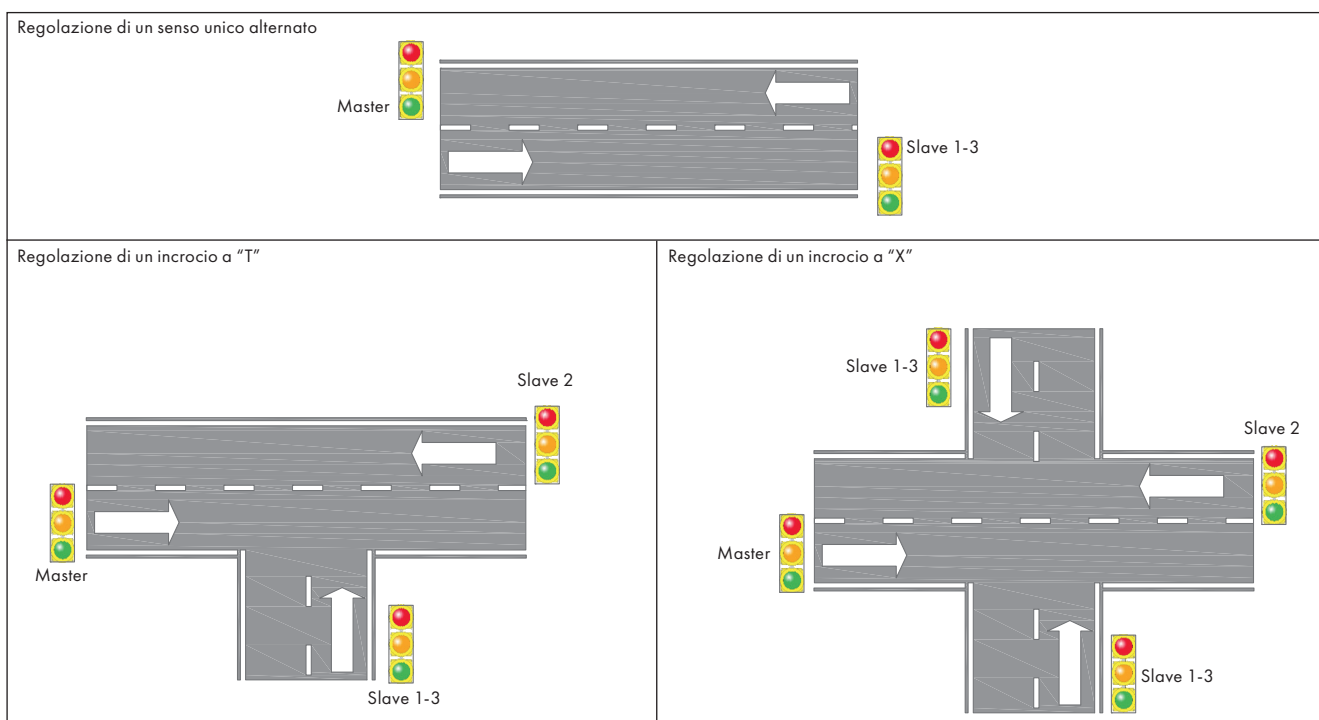 Regolazione di un senso unico alternato
Master
Slave 1-3
Regolazione di un incrocio a “T”
Slave 2
Master
Slave 1-3
Regolazione di un incrocio a “X”
Slave 1-3
Slave 2
Master
Slave 1-3